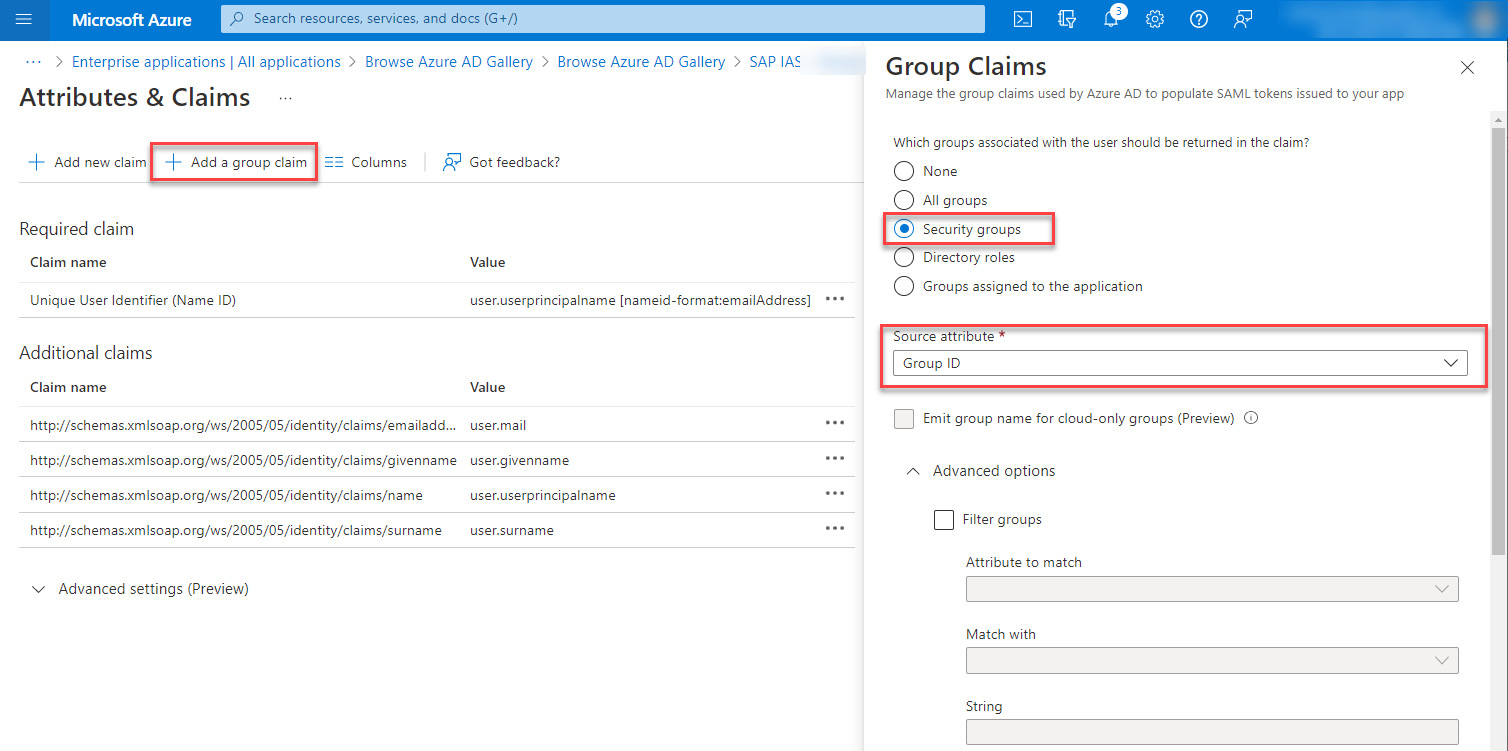 Microsoft Azure
Search resources, services, and docs (G+/)
3
... > Enterprise applications | All applications > Browse Azure AD Gallery > Browse Azure AD Gallery > SAP IAS
Attributes & Claims ...
+ Add new claim
+ Add a group claim
Columns
Got feedback?
Required claim
Claim name Value
Unique User Identifier (Name ID) user.userprincipalname [nameid-format:emailAddress] ...
Additional claims
Claim name Value
http://schemas.xmlsoap.org/ws/2005/05/identity/claims/emailadd... user.mail ...
http://schemas.xmlsoap.org/ws/2005/05/identity/claims/givenname user.givenname ...
http://schemas.xmlsoap.org/ws/2005/05/identity/claims/name user.userprincipalname ...
http://schemas.xmlsoap.org/ws/2005/05/identity/claims/surname user.surname ...
Advanced settings (Preview)
Group Claims
Manage the group claims used by Azure AD to populate SAML tokens issued to your app
Which groups associated with the user should be returned in the claim?
None
All groups
Security groups
Directory roles
Groups assigned to the application
Source attribute *
Group ID
Emit group name for cloud-only groups (Preview)
Advanced options
Filter groups
Attribute to match
Match with
String